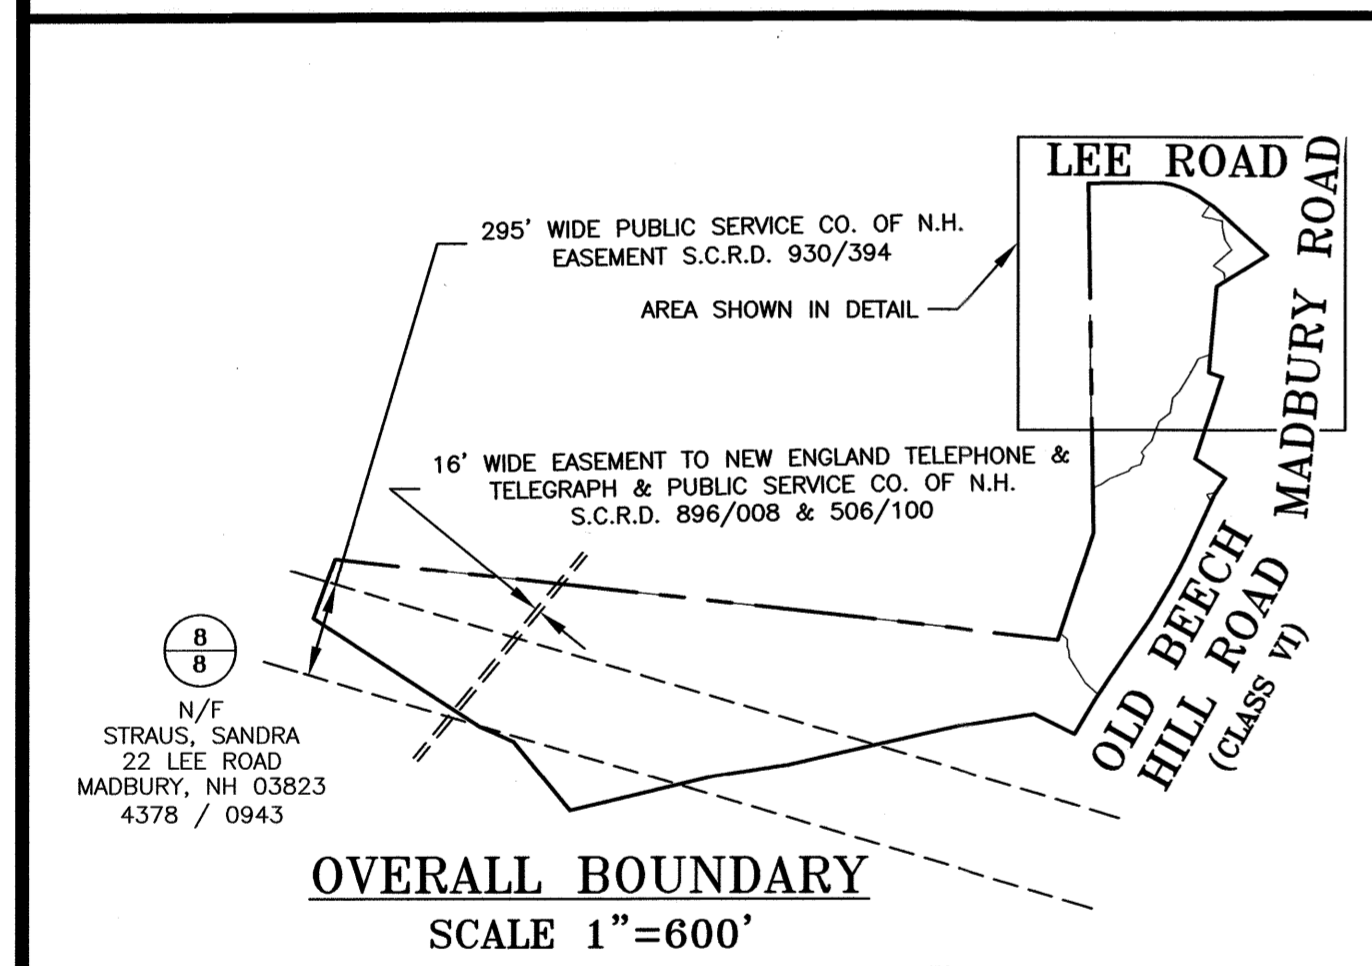 LEE ROAD
MADBURY ROAD
295' WIDE PUBLIC SERVICE CO. OF N.H.
EASEMENT S.C.R.D. 930/394
AREA SHOWN IN DETAIL
16' WIDE EASEMENT TO NEW ENGLAND TELEPHONE &
TELEGRAPH & PUBLIC SERVICE CO. OF N.H.
S.C.R.D. 896/008 & 506/100
OLD BEECH
HILL ROAD
(CLASS VI)
8
8
N/F
STRAUS, SANDRA
22 LEE ROAD
MADBURY, NH 03823
4378 / 0943
OVERALL BOUNDARY
SCALE 1"=600'